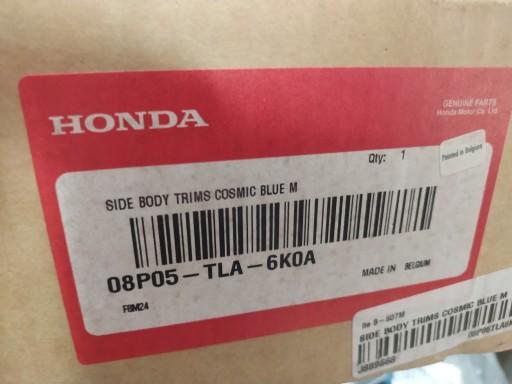 GENUINE PARTS
Honda Motor Co. Ltd
HONDA
Qty: 1
Painted in Belgium
SIDE BODY TRIMS COSMIC BLUE M
08P05-TLA-6K0A
MADE IN BELGIUM
FBM24
SIDE BODY TRIMS COSMIC BLUE M